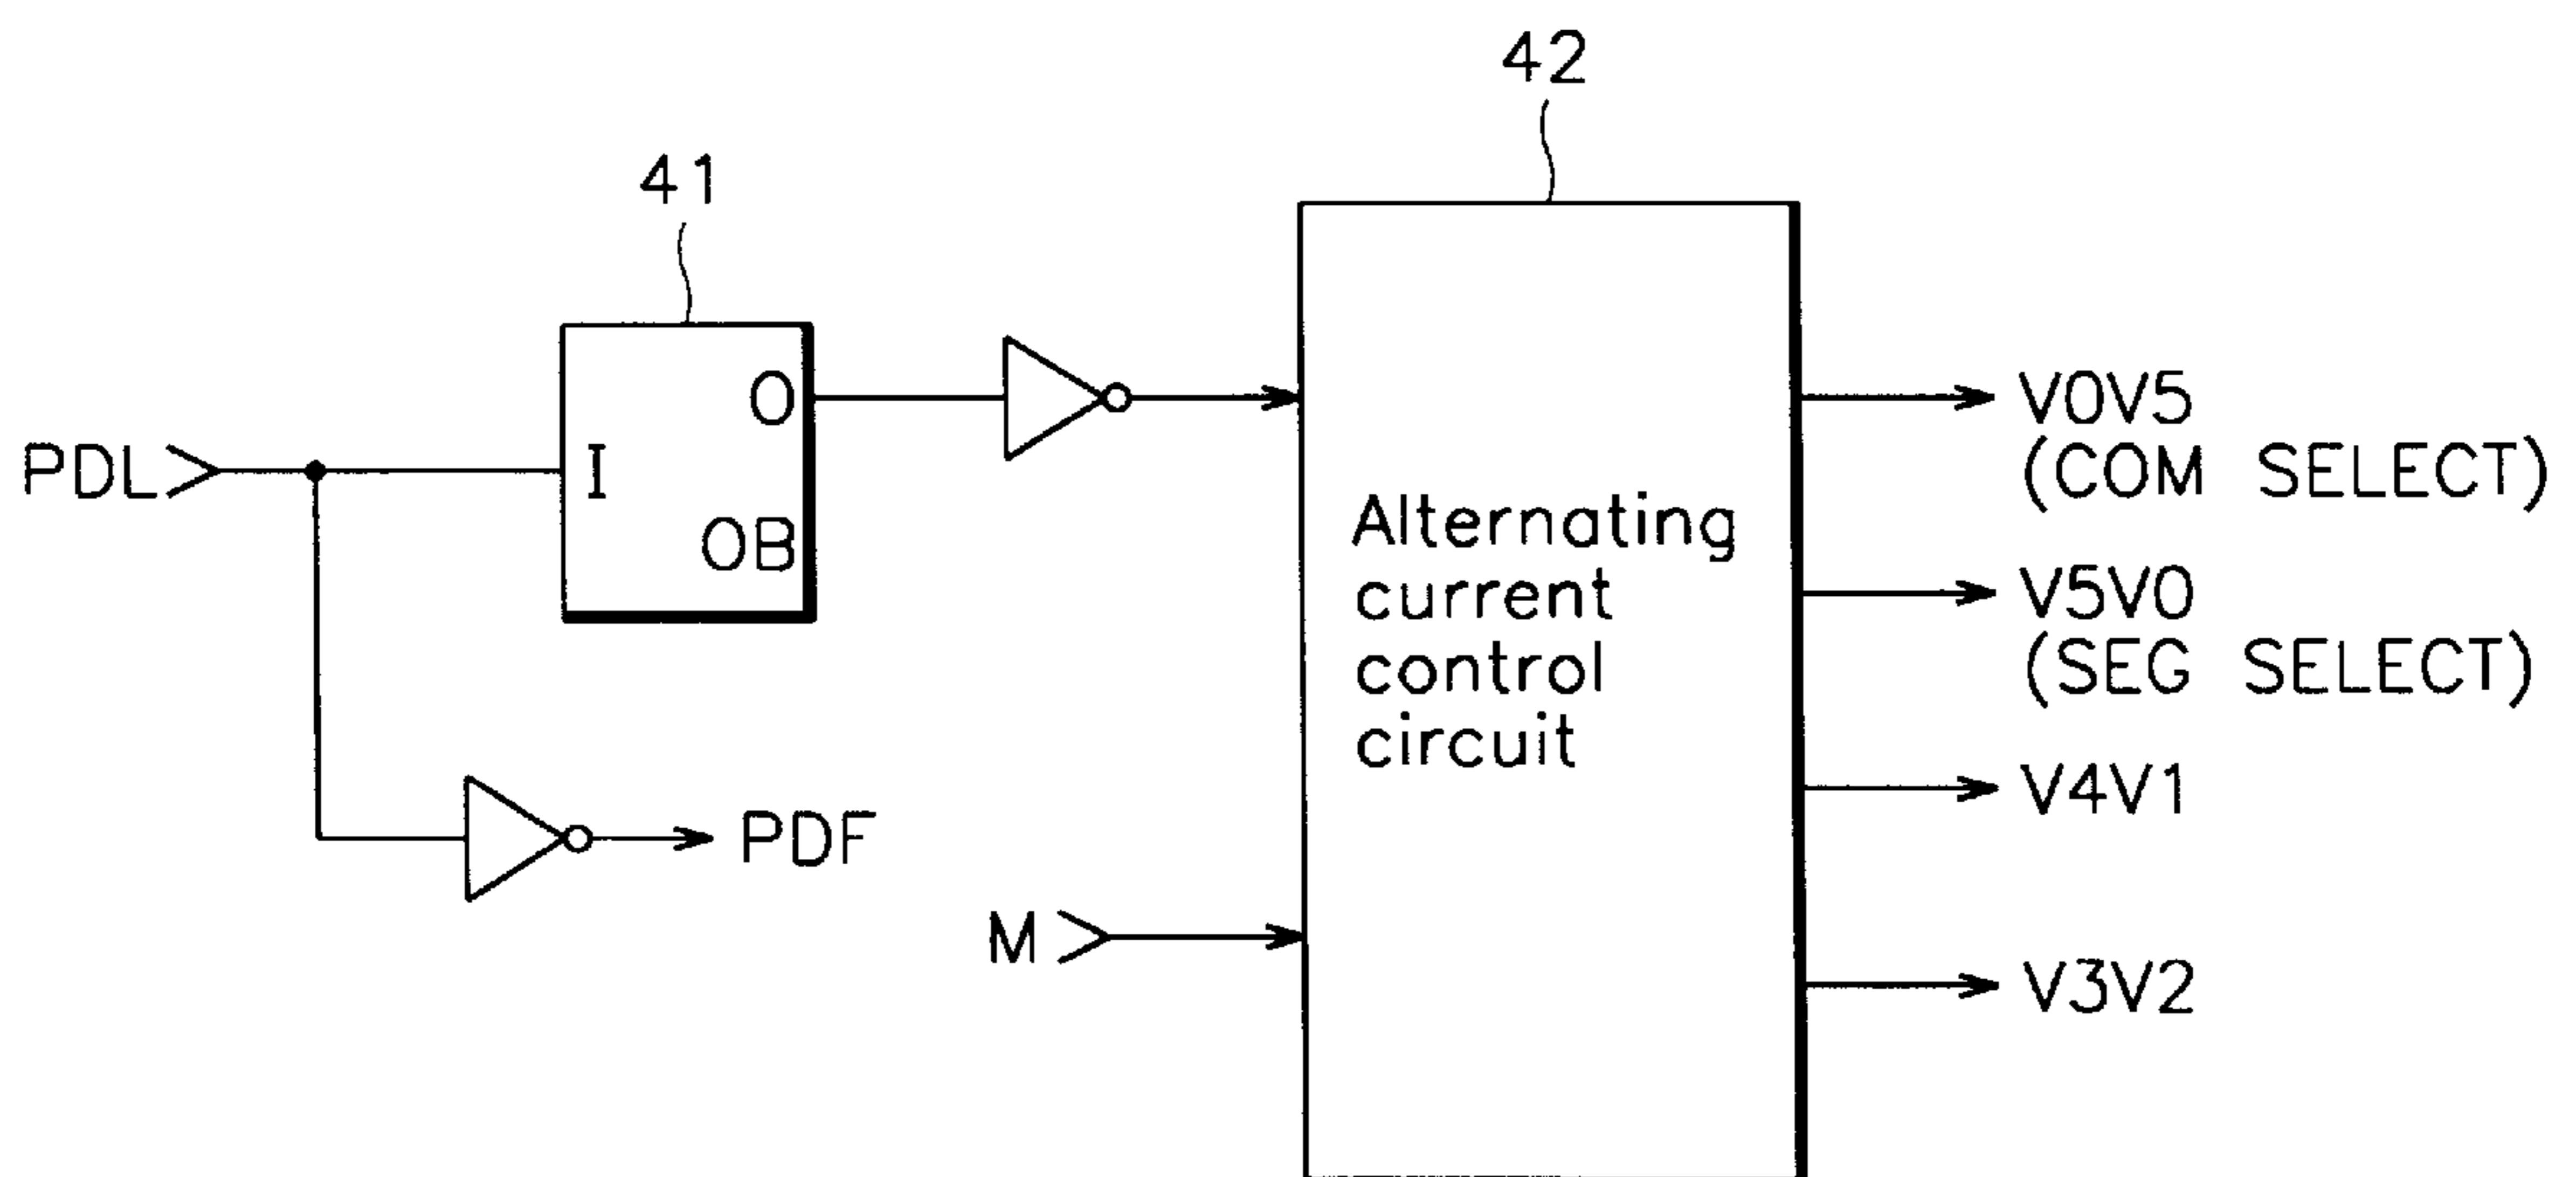 42
41
O
I
OB
PDL
PDF
M
Alternating
current
control
circuit
V0V5
(COM SELECT)
V5V0
(SEG SELECT)
V4V1
V3V2